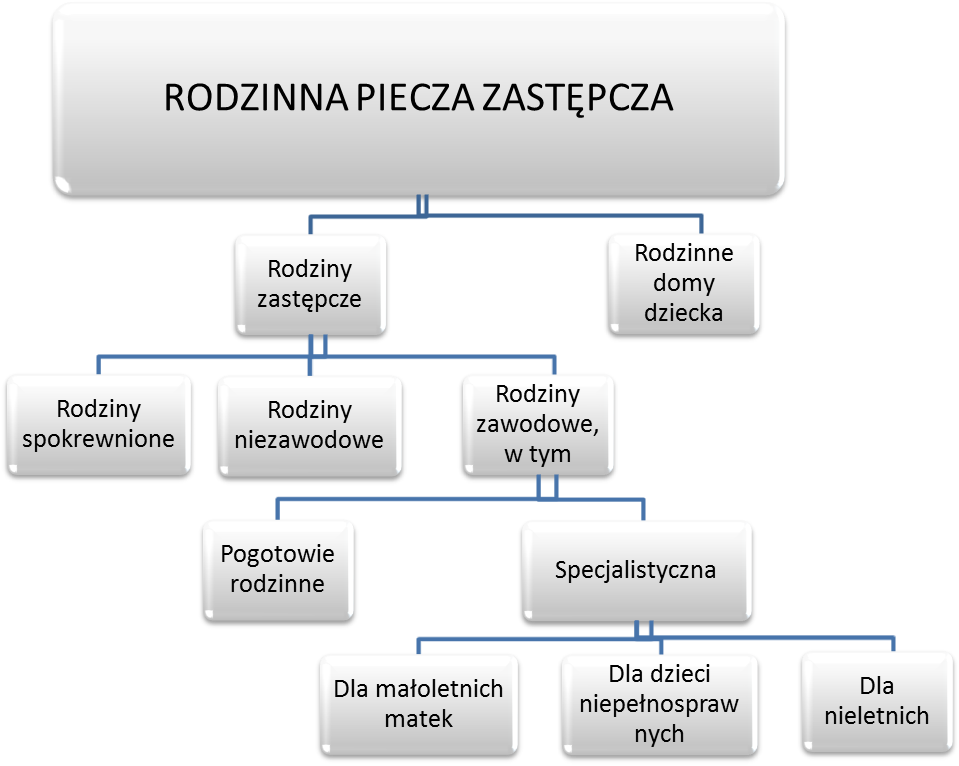 RODZINNA PIECZA ZASTĘPCZA
Rodziny
zastępcze
Rodzinne
domy
dziecka
Rodziny
spokrewnione
Rodziny
niezawodowe
Rodziny
zawodowe,
w tym
Pogotowie
rodzinne
Specjalistyczna
Dla małoletnich
matek
Dla dzieci
niepełnospraw
nych
Dla
nieletnich